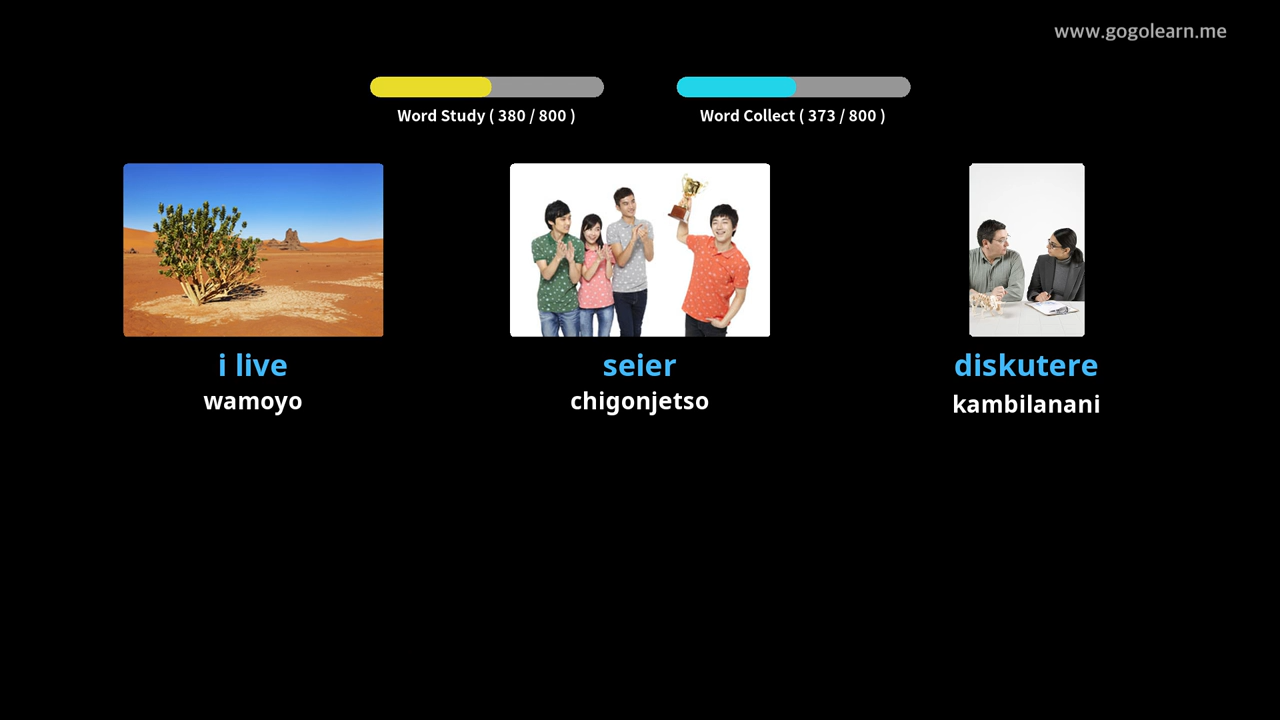 www.gogolearn.me
Word Study ( 380 / 800 )
Word Collect ( 373 / 800 )
i live
wamoyo
seier
chigonjetso
diskutere
kambilanani